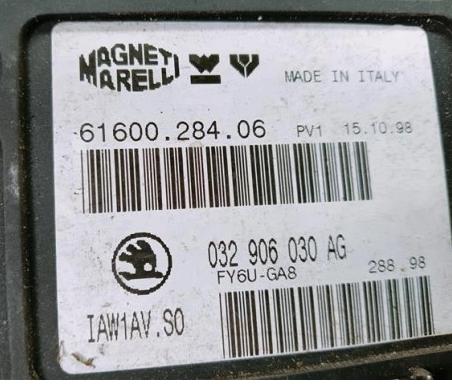 MAGNETI
MARELLI
MADE IN ITALY
61600.284.06 PV1 15.10.98
032 906 030 AG
FY6U-GA8 288.98
IAW1AV.S0